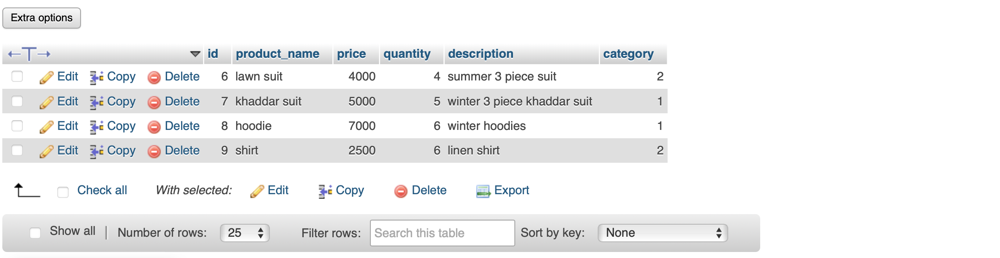 Extra options
id product_name price quantity description category
Edit Copy Delete 6 lawn suit 4000 4 summer 3 piece suit 2
Edit Copy Delete 7 khaddar suit 5000 5 winter 3 piece khaddar suit 1
Edit Copy Delete 8 hoodie 7000 6 winter hoodies 1
Edit Copy Delete 9 shirt 2500 6 linen shirt 2
Check all With selected: Edit Copy Delete Export
Show all | Number of rows: 25 Filter rows: Search this table Sort by key: None